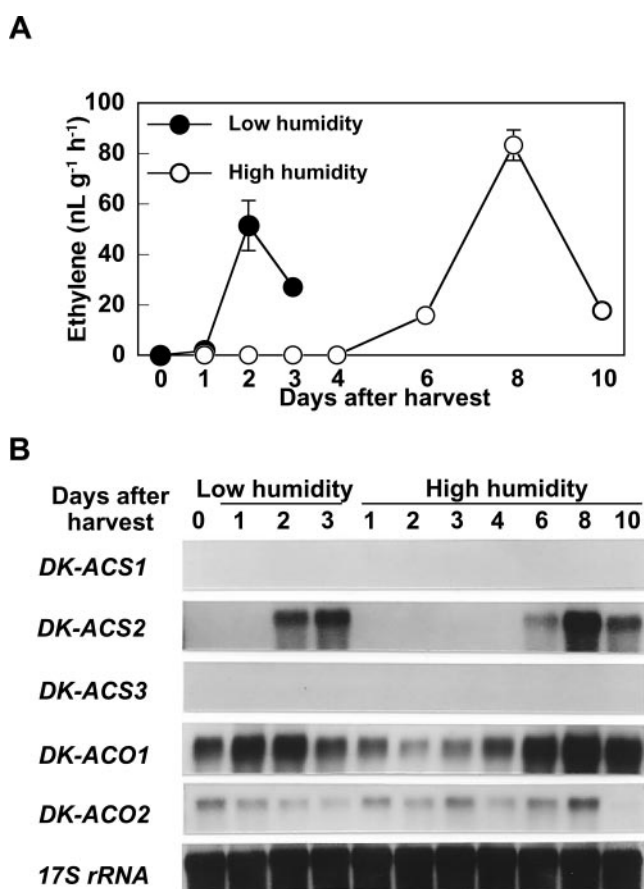 A
100
80
60
40
20
0
Ethylene (nL g⁻¹ h⁻¹)
Low humidity
High humidity
0 1 2 3 4 6 8 10
Days after harvest
B
Days after harvest
Low humidity High humidity
0 1 2 3 1 2 3 4 6 8 10
DK-ACS1
DK-ACS2
DK-ACS3
DK-ACO1
DK-ACO2
17S rRNA